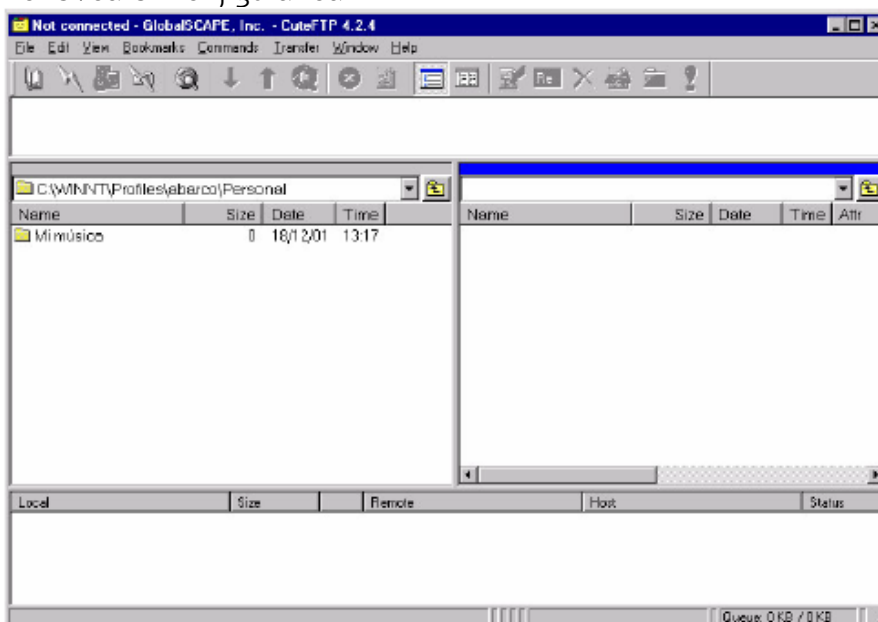 Not connected - GlobalSCAPE, Inc. - CuteFTP 4.2.4
File Edit View Bookmarks Commands Transfer Window Help
C:\WINNT\Profiles\abarco\Personal
Name Size Date Time
Name Size Date Time Attr
Mi música 0 18/12/01 13:17
Local Size Remote Host Status
Queue: 0 KB / 0 KB